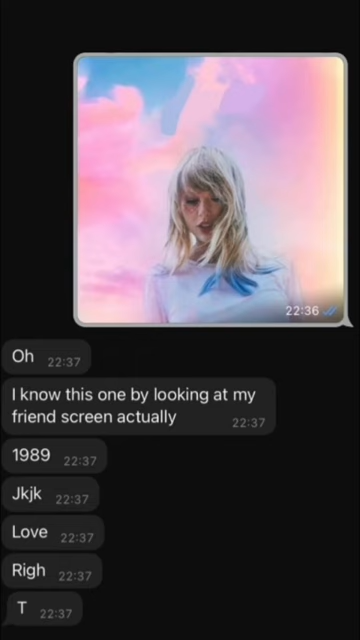 22:36
Oh 22:37
I know this one by looking at my
friend screen actually 22:37
1989 22:37
Jkjk 22:37
Love 22:37
Righ 22:37
T 22:37